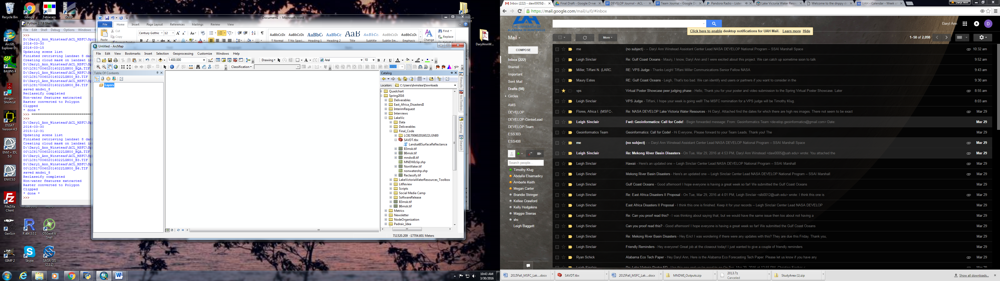 Recycle Bin
Google
Tetracam
SNAP
ArcGIS
Explorer D...
BASINS 4
dnrgps -
Shortcut
DSSAT
Version 4.5
ENVI + IDL
5.0
ENVI 5.0
FileZilla
Client
GenScn
R x64 3.0.1
OSGeo4W
Shell
GIMP 2
Skype
SAGA GIS
(2.1.2)
DarylAnnW...
Python 2.7.8 Shell
File Edit Shell Debug Options Windows
>>>
D:\Daryl_Ann_Winstead\ACL_MSFC\Spri
2016-03-30
2016-03-15
Updating scene list
Finished retrieving landsat 8 dat
Creating cloud mask on landsat im
D:\Daryl_Ann_Winstead\ACL_MSFC\Sp
00\LC81700602016022LGN00_BQA.TIF
D:\Daryl_Ann_Winstead\ACL_MSFC\Sp
00\LC81700602016022LGN00_B3.TIF
D:\Daryl_Ann_Winstead\ACL_MSFC\Sp
00\LC81700602016022LGN00_B6.TIF
saved mndwi_8
Reclassify completed
Non-water features extracted
Raster converted to Polygon
Clipped
* done *
>>> ==============================
>>>
D:\Daryl_Ann_Winstead\ACL_MSFC\Sp
2016-03-30
2015-12-31
Updating scene list
Finished retrieving landsat 8 dat
Creating cloud mask on landsat im
D:\Daryl_Ann_Winstead\ACL_MSFC\Sp
00\LC81700602016022LGN00_BQA.TIF
D:\Daryl_Ann_Winstead\ACL_MSFC\Sp
00\LC81700602016022LGN00_B3.TIF
D:\Daryl_Ann_Winstead\ACL_MSFC\Sp
00\LC81700602016022LGN00_B6.TIF
saved mndwi_8
Reclassify completed
Non-water features extracted
Raster converted to Polygon
Clipped
* done *
>>>
Document1 - Microsoft Word
File Home Insert Page Layout References Mailings Review View
Paste
Cut
Copy
Century Gothic 12
¶ Normal ¶ No Spaci... Heading 1 Heading 2 Title Subtitle Subtle Em... Emphasis
Change
Find
Replace
Untitled - ArcMap
File Edit View Bookmarks Insert Selection Geoprocessing Customize Windows Help
1:400,000
Drawing
Arial 10
B I U
Classification
Table Of Contents
Layers
Catalog
Location: C:\Users\dwinstea\Downloads
Quadchart
Spring2016
Deliverables
East_Africa_DisastersII
InterimRequest
Interviews
LakeVic
Data
Deliverables
Final_Code
LC81700602016022LGN00
SAVDT.tbx
Landsat8SurfaceReflectance
B3msk.tif
B6msk.tif
mndwi8.tif
MNDWIclip.shp
NonWater.tif
nonwatershp.shp
Reclassify.tif
LakeVictoriaWaterResources_Toolbox
LitReview
Scripts
Social Media Camp
SoftwareRelease
B3msk.tif
B6msk.tif
Metrics
Newsletter
NodeOrganization
Padraic_Idea
Results
ArcToolbox
Catalog
Search
711520.209 -17704.601 Meters
10:43 AM
3/30/2016
Inbox (222) - daw0005@u
Final Draft - Google Drive
DEVELOP Journal - ACL -
Team Journal - Google D
Pandora Radio - Listen
Lake Victoria Water Reso
Welcome to the dnppy d
UAH - Calendar - Week o
Daryl Ann
https://mail.google.com/mail/u/0/#inbox
UAH
THE UNIVERSITY OF
ALABAMA IN HUNTSVILLE
Daryl Ann
D
Click here to enable desktop notifications for UAH Mail. Learn more Hide
Mail
More
1–50 of 2,098
COMPOSE
Inbox (222)
Starred
Important
Sent Mail
Drafts (98)
Circles
AMS
DEVELOP
DEVELOP-CenterLead
DEVELOP-Team
ESS303
ESS408
Search people...
Timothy Klug
Abdalla Elsamadicy
Amberle Keith
Megan Carter
Brandie Stringer
Kellee Crawford
Kelly Hodgskins
Maggie Sierras
shc
Leigh Baggett
me (no subject) - -- Daryl Ann Winstead Assistant Center Lead NASA DEVELOP National Program – SSAI Marshall Space 10:32 am
Leigh Sinclair Re: Gulf Coast Oceans - Maury, I know, Daryl Ann and I were excited about this project. We can catch up sometime soon to talk 9:52 am
Miller, Tiffani N. (LARC. RE: VPS Judge - Thanks Leigh! Tiffani Miller Communications Senior Fellow NASA 9:43 am
Maury Estes RE: Gulf Coast Oceans - Leigh, That's too bad. We can identify end users or partners if you want to consider in the 9:30 am
vps Virtual Poster Showcase peer judging phase - Hello, Thank you for your poster and video submission to the Spring Virtual Poster Showcase. Later 8:55 am
Leigh Sinclair VPS Judge - Tiffani, I hope your week is going well! The MSFC nomination for a VPS judge will be Timothy Klug. 8:03 am
Flores, Africa I. (MSFC-. Re: NASA DEVELOP Lake Victoria Water Resources - Hi Daryl, Attached find the dates for which there are high res images. There not seem to be exact Mar 29
Leigh Sinclair Fwd: Geoinformatics: Call for Code! - Begin forwarded message: From: Geoinformatics Team <develop.geoinformatics@gmail.com> Date: Mar 29
Geoinformatics Team Geoinformatics: Call for Code! - Hi Everyone, Please forward to your Team Leads. Thank you! The Mar 29
me (no subject) - -- Daryl Ann Winstead Assistant Center Lead NASA DEVELOP National Program – SSAI Marshall Space Mar 29
Leigh Sinclair Re: Mekong River Basin Disasters - On Tue, Mar 29, 2016 at 4:53 PM, Daryl Ann Winstead <daw0005@uah.edu> wrote: You attached the Mar 29
Leigh Sinclair Hawaii - Here's an updated one -- Leigh Sinclair Center Lead NASA DEVELOP National Program – SSAI Marshall Mar 29
Leigh Sinclair Mekong River Basin Disasters - Here's an updated one -- Leigh Sinclair Center Lead NASA DEVELOP National Program – SSAI Marshall Mar 29
Leigh Sinclair Gulf Coast Oceans - Good afternoon! I hope everyone is having a great week so far! We submitted the Gulf Coast Oceans Mar 29
Leigh Sinclair Re: East Africa Disasters II Proposal - On Tue, Mar 29, 2016 at 4:01 PM, Leigh Sinclair <slb0012@uah.edu> wrote: I think this one is Mar 29
Leigh Sinclair East Africa Disasters II Proposal - I think this one is finished. Keep it for your records -- Leigh Sinclair Center Lead NASA DEVELOP Mar 29
Leigh Sinclair Re: Can you proof read this? - I was thinking about saying that, but we would have the same issue then too about not having a Mar 29
Leigh Sinclair Can you proof read this? - Good afternoon! I hope everyone is having a great week so far! We submitted the Gulf Coast Oceans Mar 29
Leigh Sinclair Re: Mekong River Basin Disasters - Hey Eric! I was wondering if there were any updates with this? They are due this Friday. Thank you, Mar 29
Leigh Sinclair Friendly Reminders - Hey everyone! Great job at the closeout today! I just wanted to give a couple of friendly reminders Mar 29
Ryan Schick Alabama Eco Tech Paper - Hey Daryl Ann, Here is the Alabama Eco Forecasting Tech Paper. Please let us know if you have any Mar 29
2015Fall_MSFC_Lak....docx
SAVDT.tbx
2015Fall_MSFC_Lak....docx
MNDWI_Outputs.zip
2013.7z
Canceled
StudyArea (1).zip
Show all downloads...